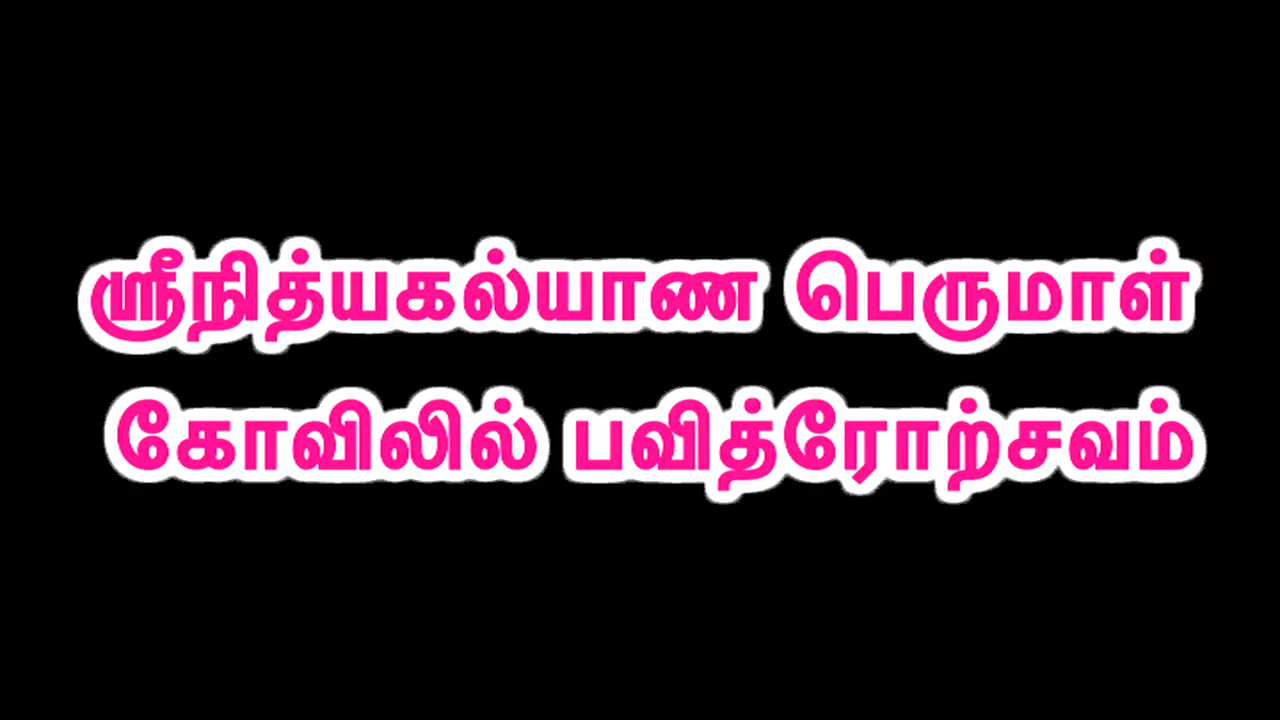 ஸ்ரீநித்யகல்யாண பெருமாள்
கோவிலில் பவித்ரோற்சவம்